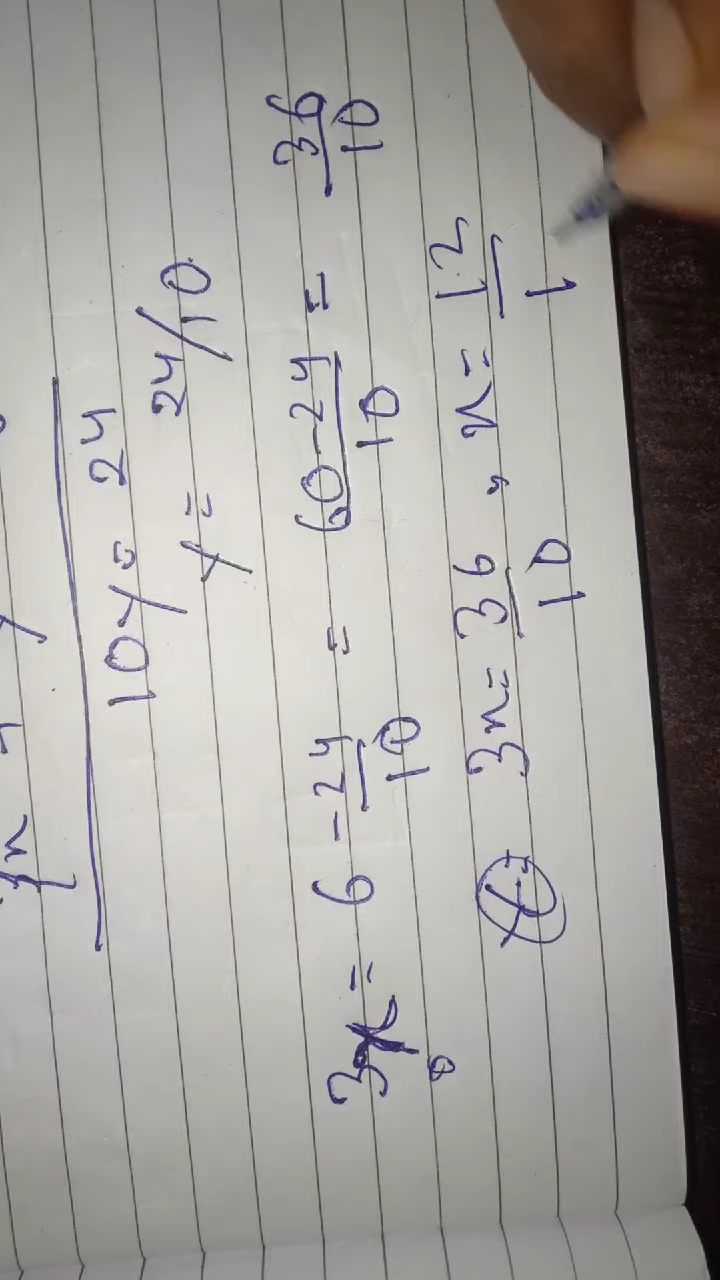 10y = 24
y = 24/10
3x = 6 - 24/10 = 60-24/10 = 36/10
3x = 36/10, x = 12/1